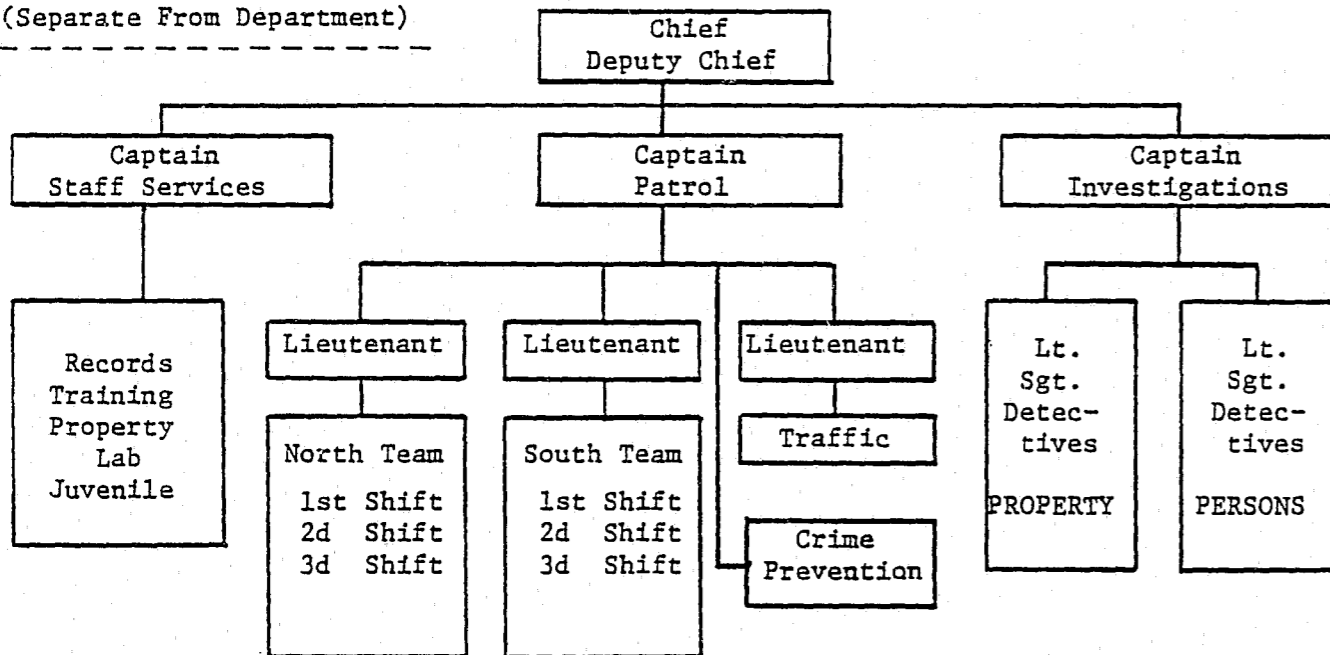 (Separate From Department)
Chief
Deputy Chief
Captain
Staff Services
Captain
Patrol
Captain
Investigations
Records
Training
Property
Lab
Juvenile
Lieutenant
North Team
1st Shift
2d Shift
3d Shift
Lieutenant
South Team
1st Shift
2d Shift
3d Shift
Lieutenant
Traffic
Crime
Prevention
Lt.
Sgt.
Detec-
tives
PROPERTY
Lt.
Sgt.
Detec-
tives
PERSONS